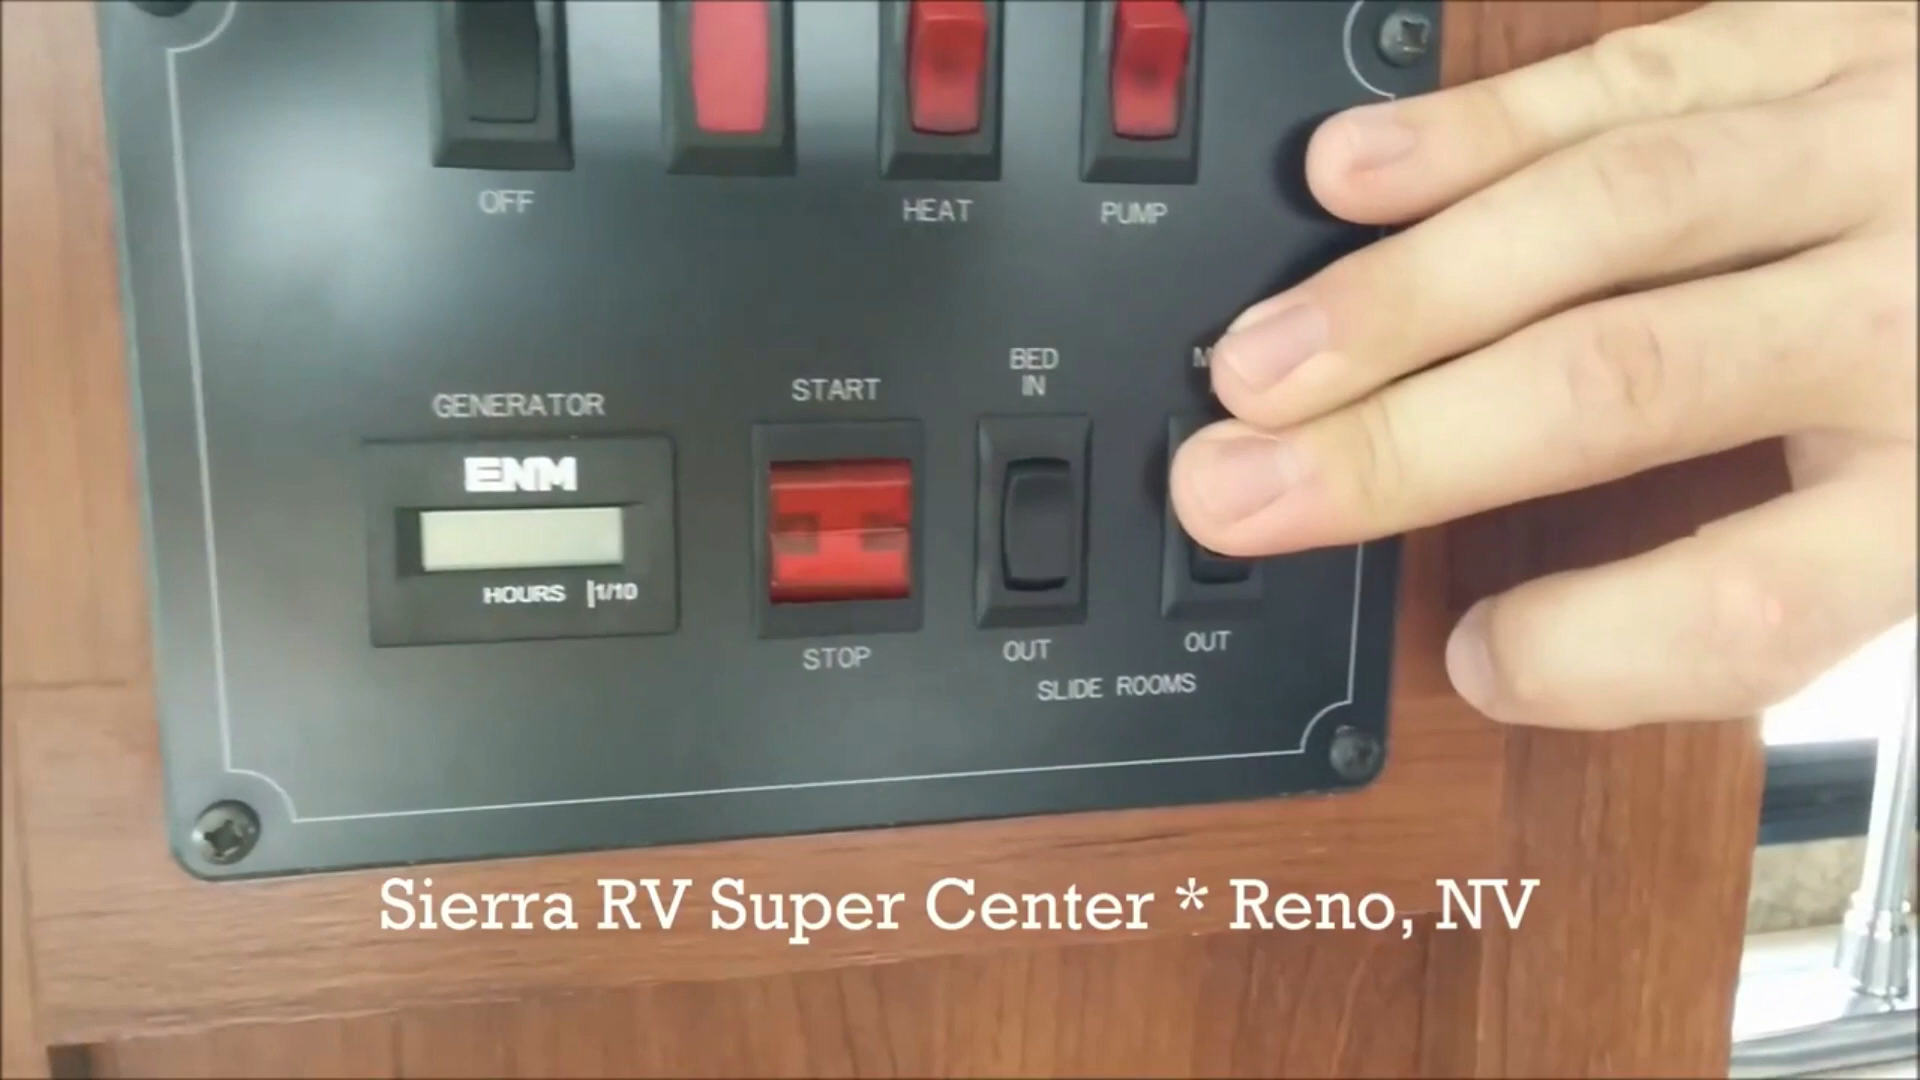 OFF
HEAT
PUMP
GENERATOR
ENM
HOURS 1/10
START
STOP
BED
IN
OUT
OUT
SLIDE ROOMS
Sierra RV Super Center * Reno, NV